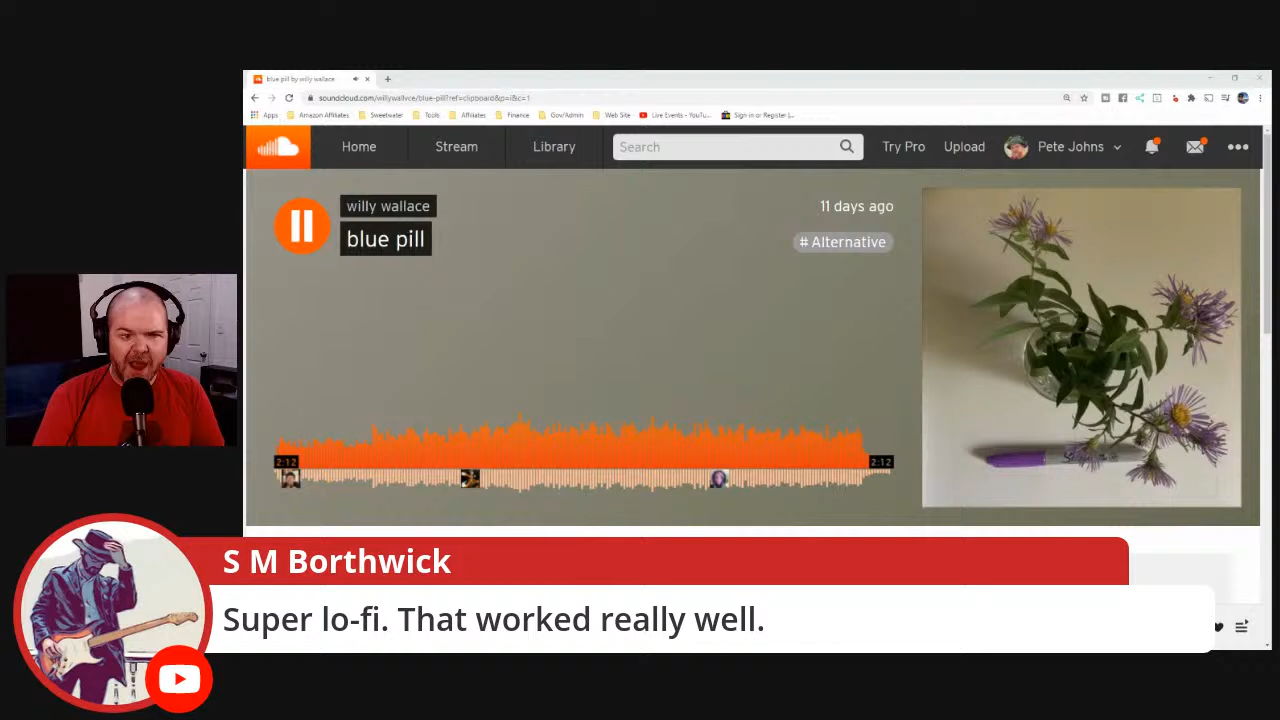 blue pill by willy wallace
soundcloud.com/willywallvce/blue-pill?ref=clipboard&p=i&c=1
Apps Amazon Affiliates Sweetwater Tools Affiliates Finance Gov/Admin Web Site Live Events - YouTu... Sign in or Register |...
Home Stream Library Search Try Pro Upload Pete Johns
willy wallace
11 days ago
blue pill
# Alternative
2:12
2:12
S M Borthwick
Super lo-fi. That worked really well.